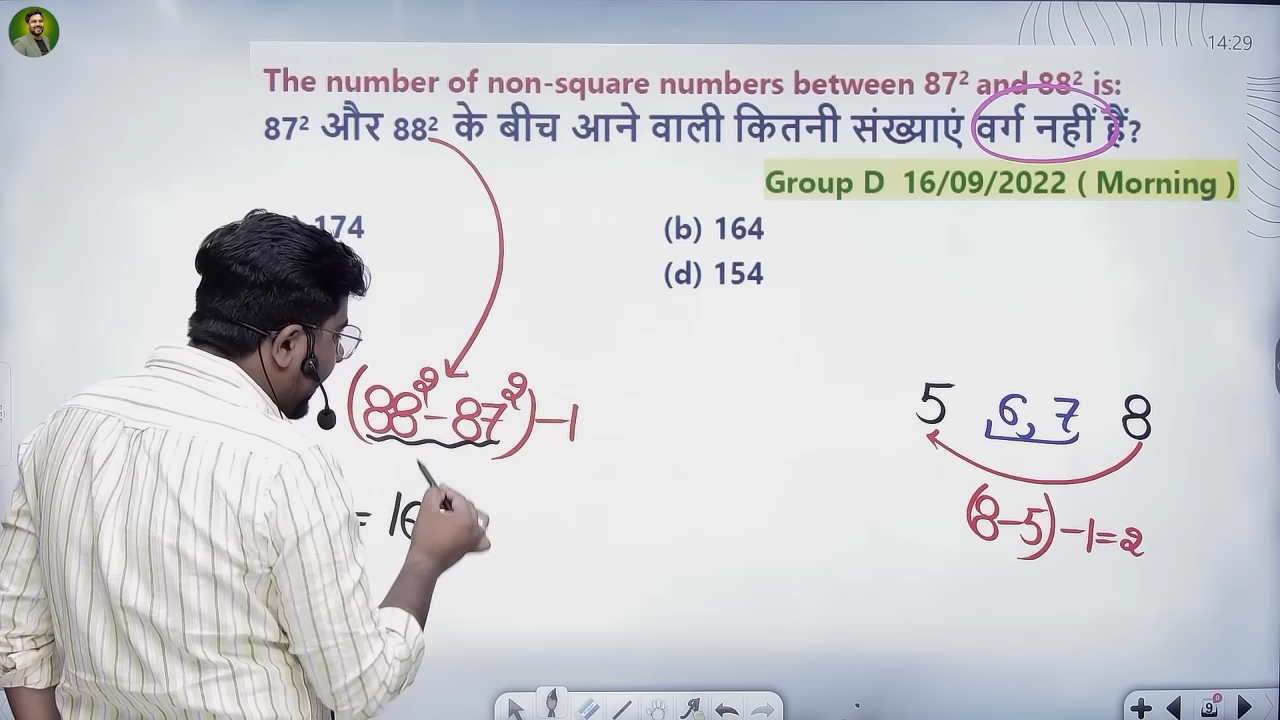 14:29
The number of non-square numbers between 87² and 88² is:
87² और 88² के बीच आने वाली कितनी संख्याएं वर्ग नहीं हैं?
Group D 16/09/2022 ( Morning )
174
(b) 164
(d) 154
(88²-87²)-1
5 6,7 8
= 16
(8-5)-1=2
9